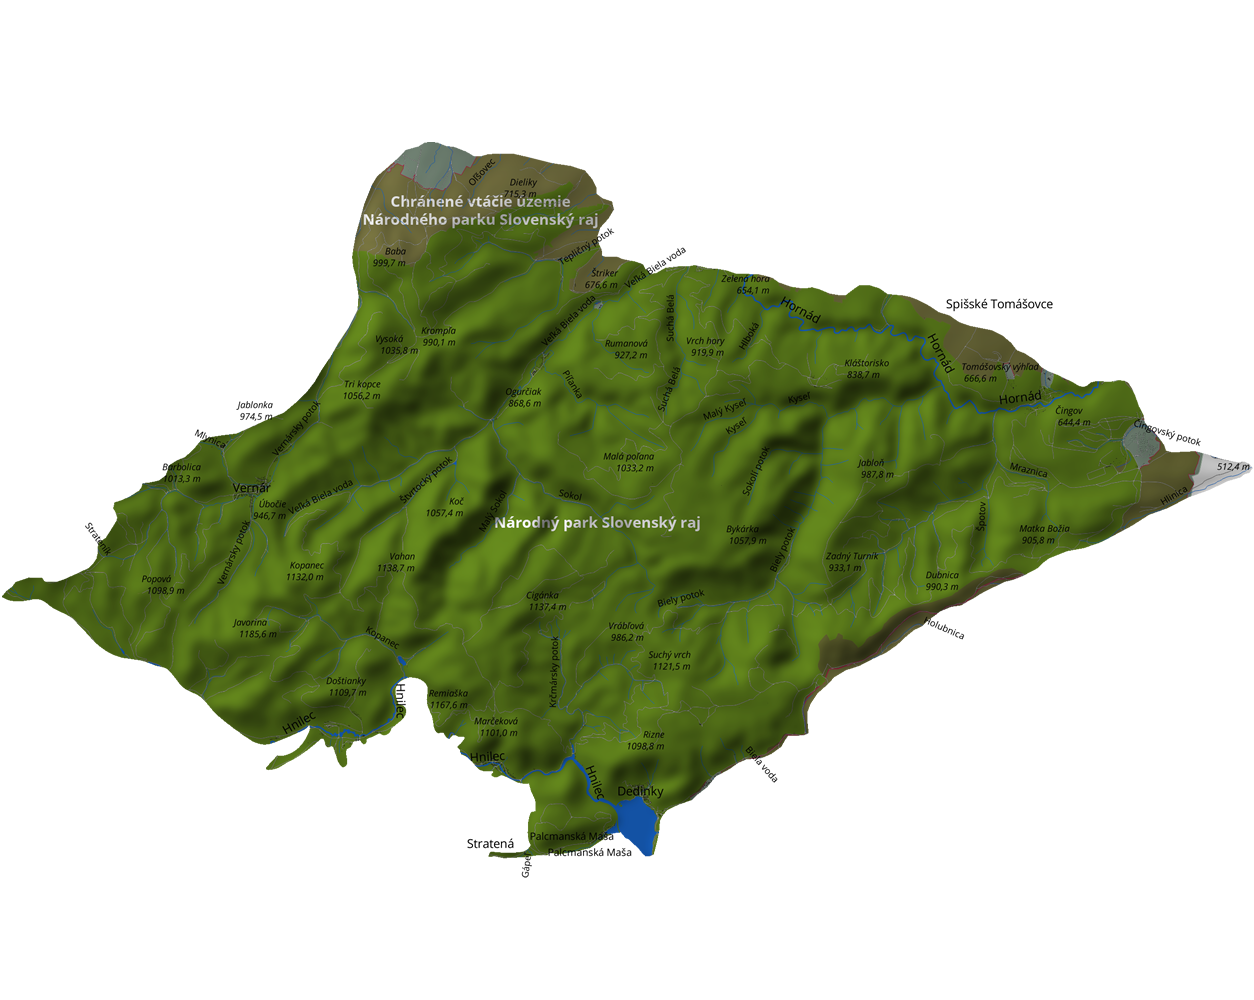 Oľšovec
Dieliky
715,3 m
Chránené vtáčie územie
Národného parku Slovenský raj
Baba
999,7 m
Tepličný potok
Štriker
676,6 m
Veľká Biela voda
Zelená hora
654,1 m
Hornád
Spišské Tomášovce
Veľká Biela voda
Suchá Belá
Vysoká
1035,8 m
Krompľa
990,1 m
Rumanová
927,2 m
Vrch hory
919,9 m
Hlboká
Hornád
Kláštorisko
838,7 m
Tomášovský výhľad
666,6 m
Tri kopce
1056,2 m
Ogurčiak
868,6 m
Piľanka
Suchá Belá
Malý Kyseľ
Kyseľ
Kyseľ
Hornád
Čingov
644,4 m
Jablonka
974,5 m
Mlynica
Vernársky potok
Čingovský potok
Barbolica
1013,3 m
Malá poľana
1033,2 m
Sokolí potok
Jabloň
987,8 m
Mraznica
512,4 m
Vernár
Úbočie
946,7 m
Veľká Biela voda
Štvrtocký potok
Koč
1057,4 m
Malý Sokol
Sokol
Hlinica
Národný park Slovenský raj
Strateník
Vernársky potok
Bykárka
1057,9 m
Biely potok
Špotov
Matka Božia
905,8 m
Popová
1098,9 m
Kopanec
1132,0 m
Vahan
1138,7 m
Zadný Turník
933,1 m
Dubnica
990,3 m
Cigánka
1137,4 m
Biely potok
Javorina
1185,6 m
Kopanec
Vrábľová
986,2 m
Holubnica
Suchý vrch
1121,5 m
Krčmársky potok
Doštianky
1109,7 m
Hnilec
Remiaška
1167,6 m
Hnilec
Marčeková
1101,0 m
Rizne
1098,8 m
Hnilec
Hnilec
Biela voda
Dedinky
Palcmanská Maša
Stratená
Palcmanská Maša
Gápeľ